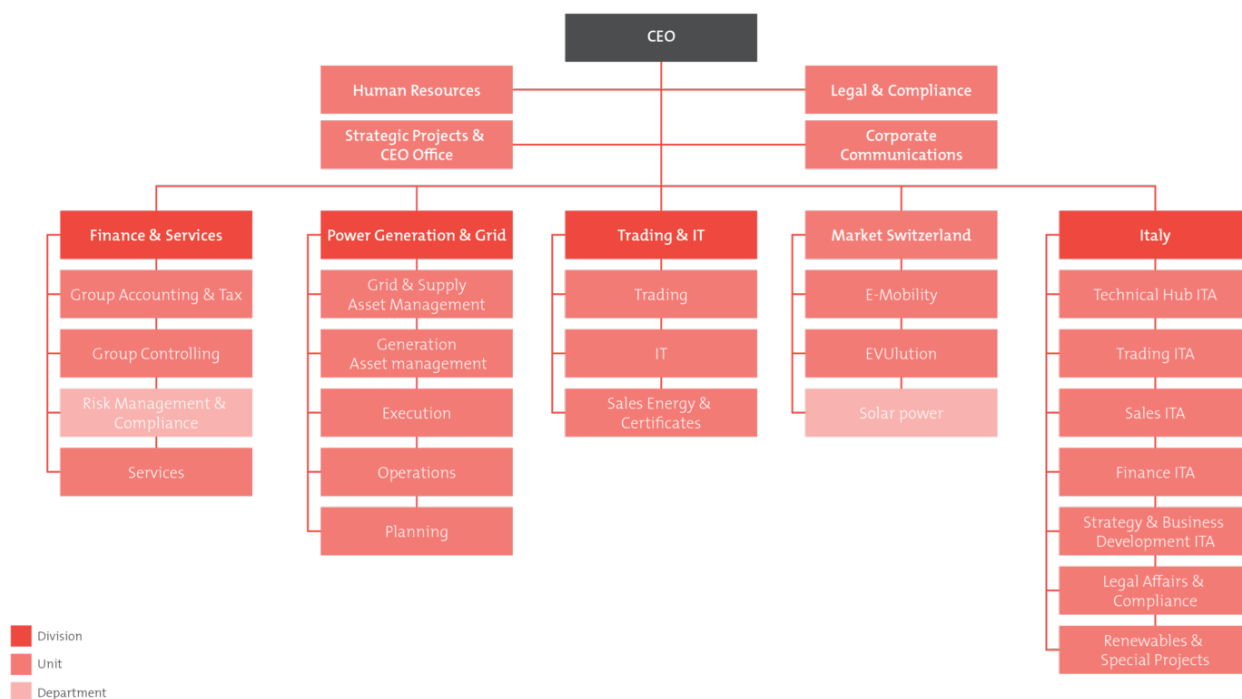 CEO
Human Resources
Legal & Compliance
Strategic Projects &
CEO Office
Corporate
Communications
Finance & Services
Group Accounting & Tax
Group Controlling
Risk Management &
Compliance
Services
Power Generation & Grid
Grid & Supply
Asset Management
Generation
Asset management
Execution
Operations
Planning
Trading & IT
Trading
IT
Sales Energy &
Certificates
Market Switzerland
E-Mobility
EVUlution
Solar power
Italy
Technical Hub ITA
Trading ITA
Sales ITA
Finance ITA
Strategy & Business
Development ITA
Legal Affairs &
Compliance
Renewables &
Special Projects
Division
Unit
Department